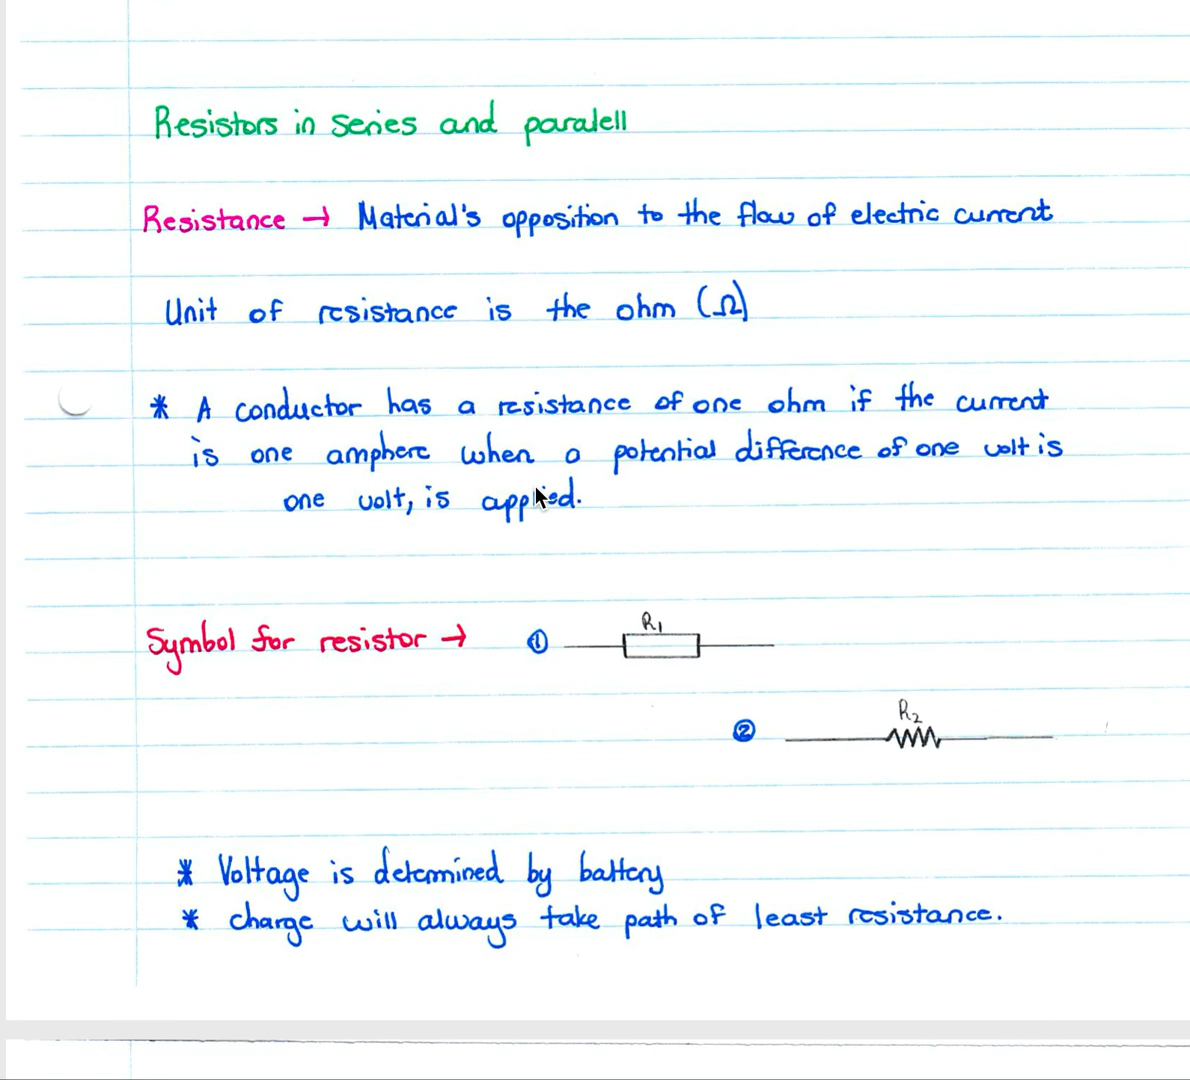 Resistors in series and paralell
Resistance → Material's opposition to the flow of electric current
Unit of resistance is the ohm (Ω)
* A conductor has a resistance of one ohm if the current
is one amphere when a potential difference of one volt is
one volt, is applied.
Symbol for resistor → ① R₁
② R₂
* Voltage is determined by battery
* charge will always take path of least resistance.